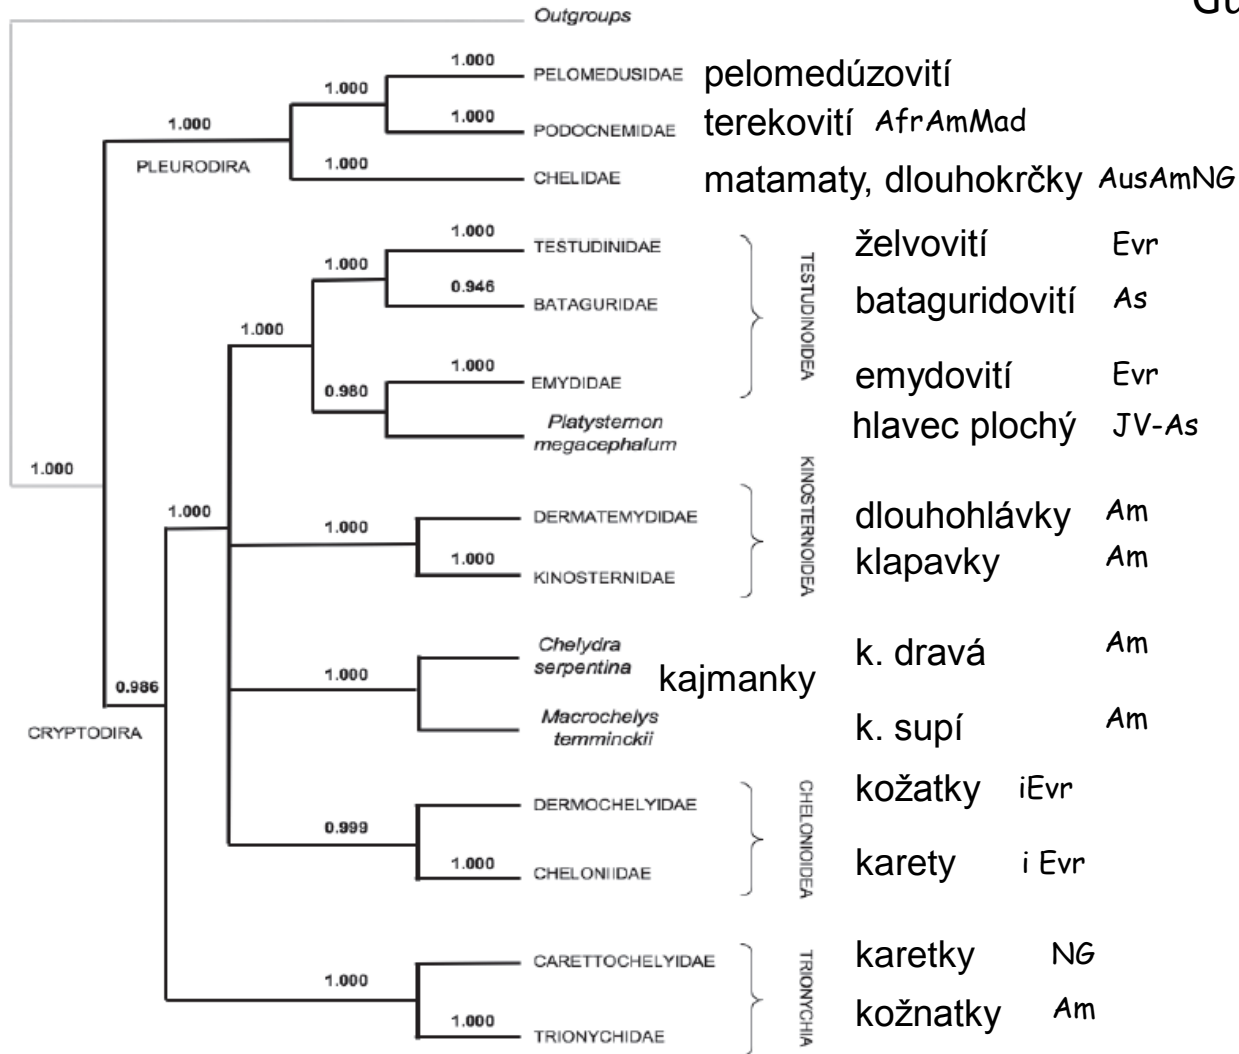 Gu
Outgroups
1.000 PELOMEDUSIDAE pelomedúzovití
1.000
1.000 PODOCNEMIDAE terekovití AfrAmMad
1.000
PLEURODIRA
1.000 CHELIDAE matamaty, dlouhokrčky AusAmNG
1.000 TESTUDINIDAE želvovití Evr
1.000
0.946 BATAGURIDAE bataguridovití As
TESTUDINOIDEA
1.000
1.000 EMYDIDAE emydovití Evr
0.980
Platysternon
megacephalum hlavec plochý JV-As
1.000
1.000
DERMATEMYDIDAE dlouhohlávky Am
1.000
KINOSTERNOIDEA
1.000 KINOSTERNIDAE klapavky Am
Chelydra
serpentina k. dravá Am
1.000 kajmanky
0.986
CRYPTODIRA
Macrochelys
temminckii k. supí Am
DERMOCHELYIDAE kožatky iEvr
0.999
CHELONIOIDEA
1.000 CHELONIIDAE karety i Evr
CARETTOCHELYIDAE karetky NG
1.000
TRIONYCHIA
1.000 TRIONYCHIDAE kožnatky Am